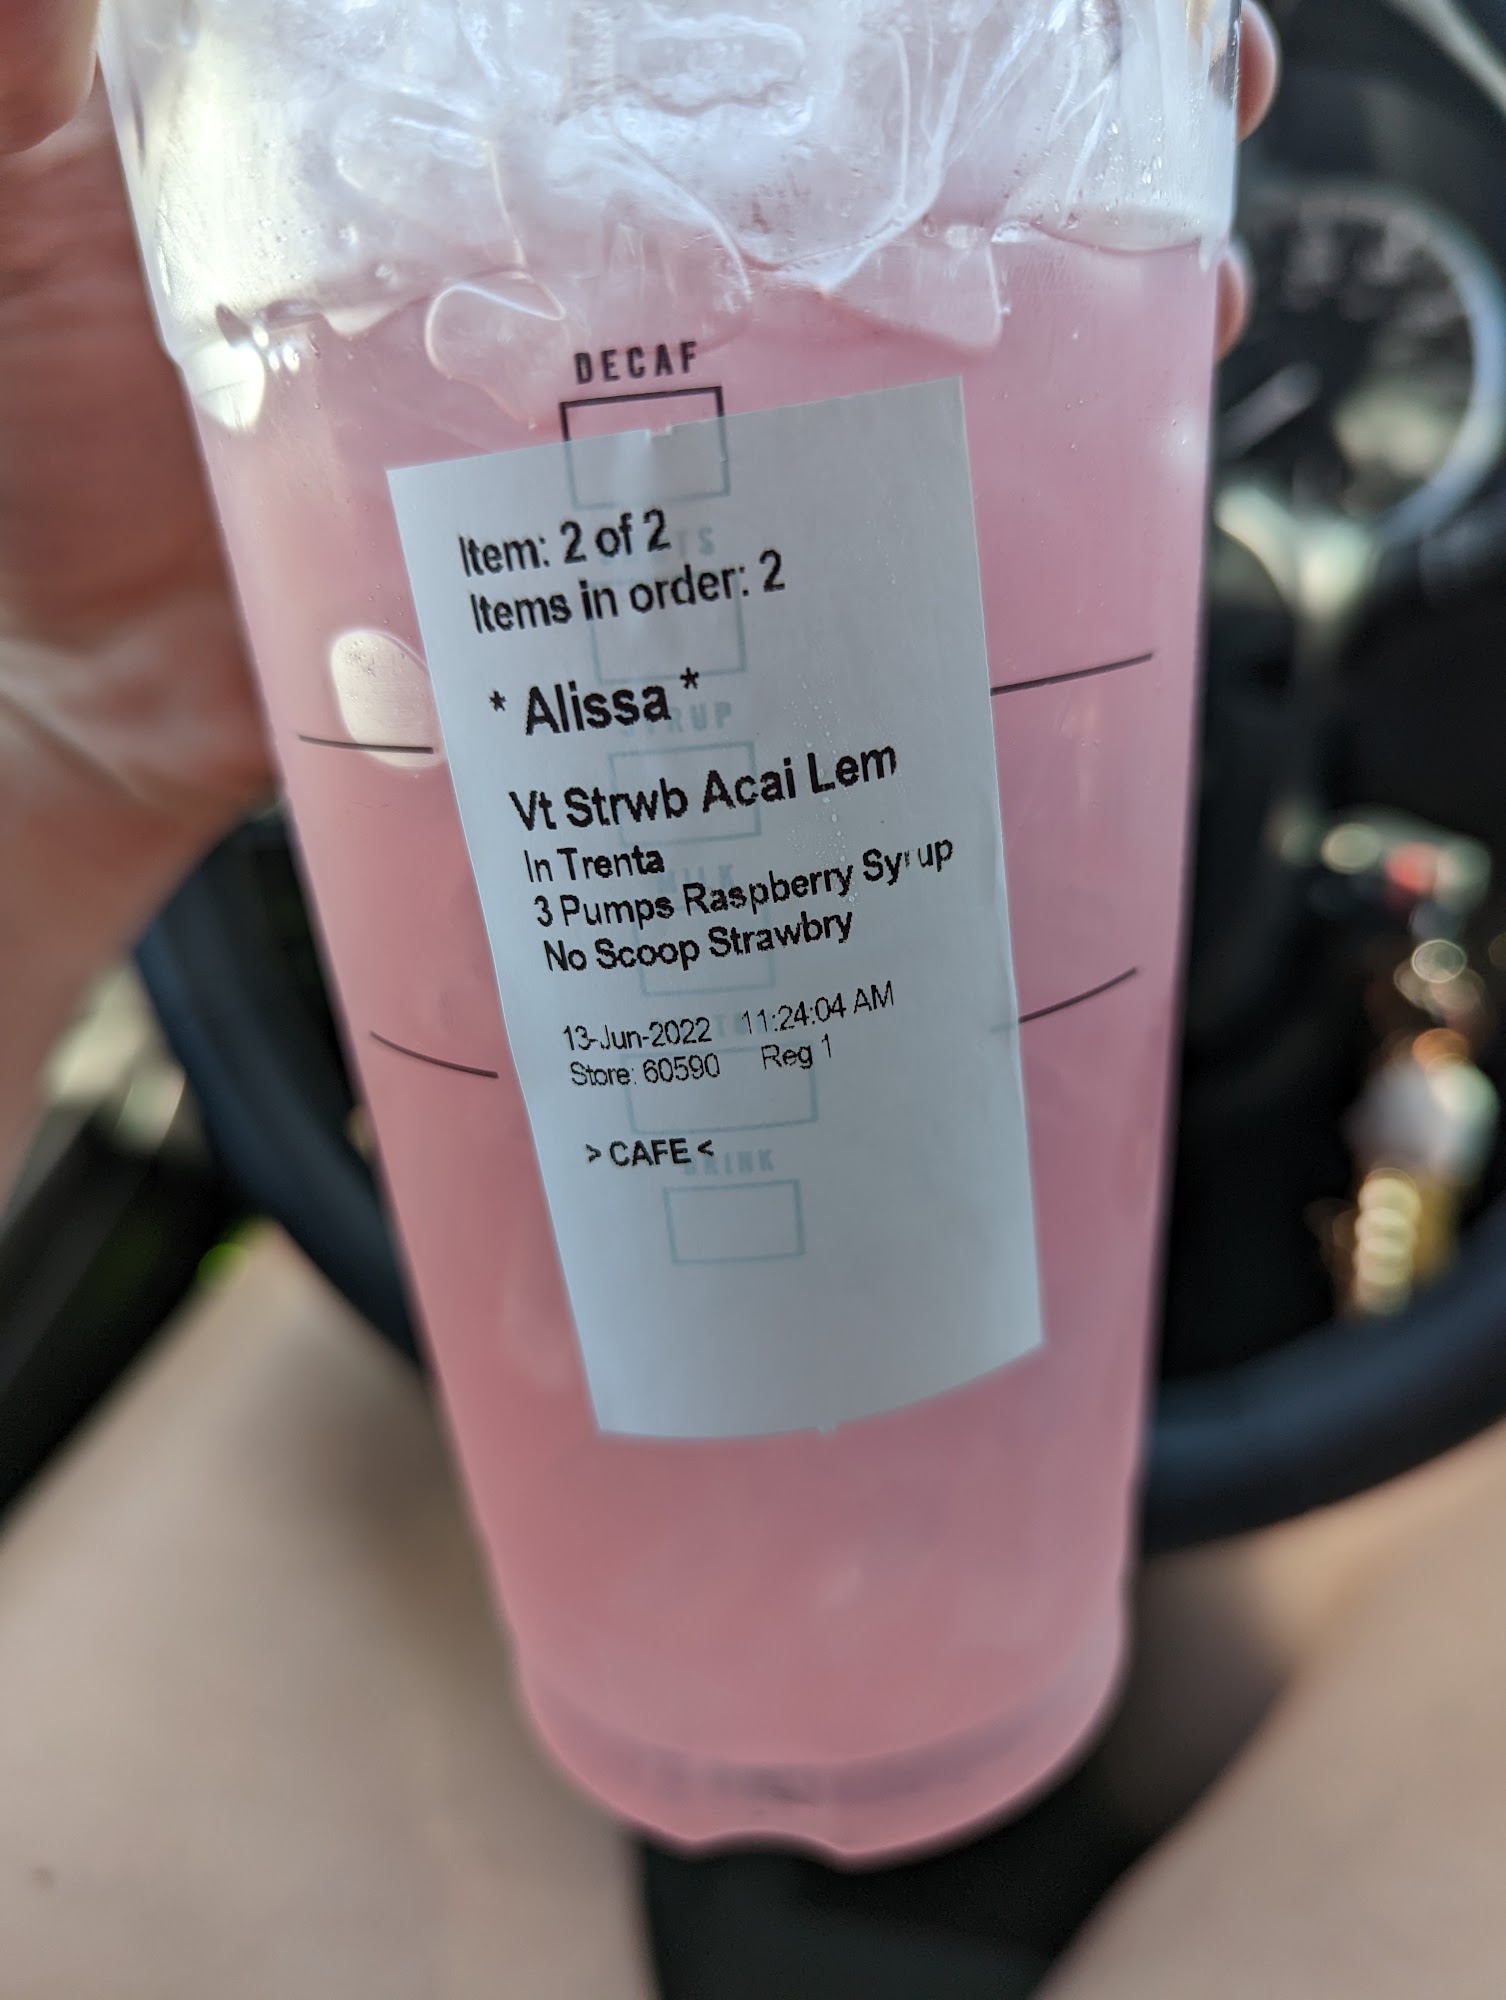 DECAF
Item: 2 of 2
Items in order: 2
* Alissa *
Vt Strwb Acai Lem
In Trenta
3 Pumps Raspberry Syrup
No Scoop Strawbry
13-Jun-2022 11:24:04 AM
Store: 60590 Reg 1
> CAFE <
DRINK